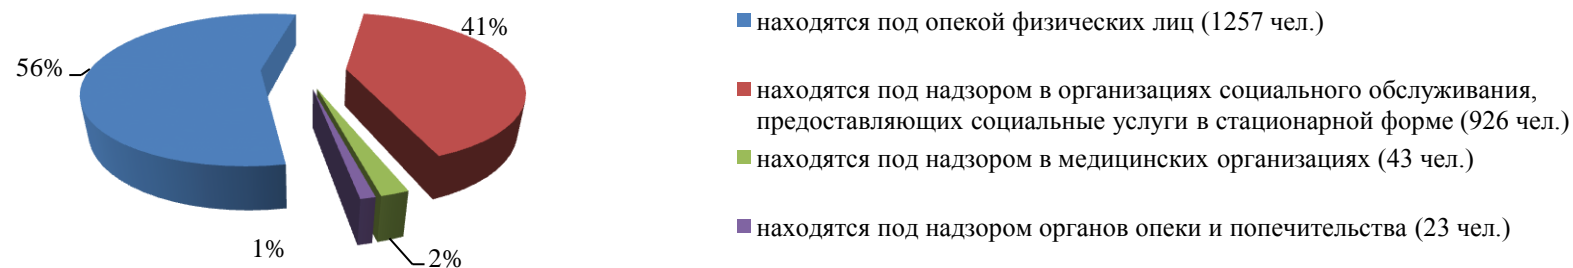 56%
41%
1%
2%
находятся под опекой физических лиц (1257 чел.)
находятся под надзором в организациях социального обслуживания,
предоставляющих социальные услуги в стационарной форме (926 чел.)
находятся под надзором в медицинских организациях (43 чел.)
находятся под надзором органов опеки и попечительства (23 чел.)